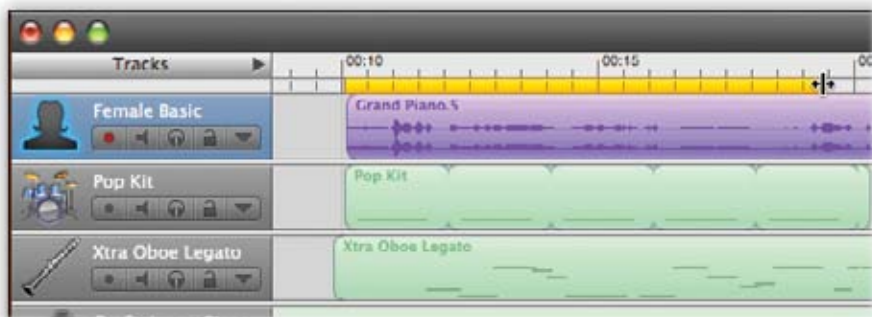 Tracks
00:10
00:15
Female Basic
Grand Piano.5
Pop Kit
Pop Kit
Xtra Oboe Legato
Xtra Oboe Legato